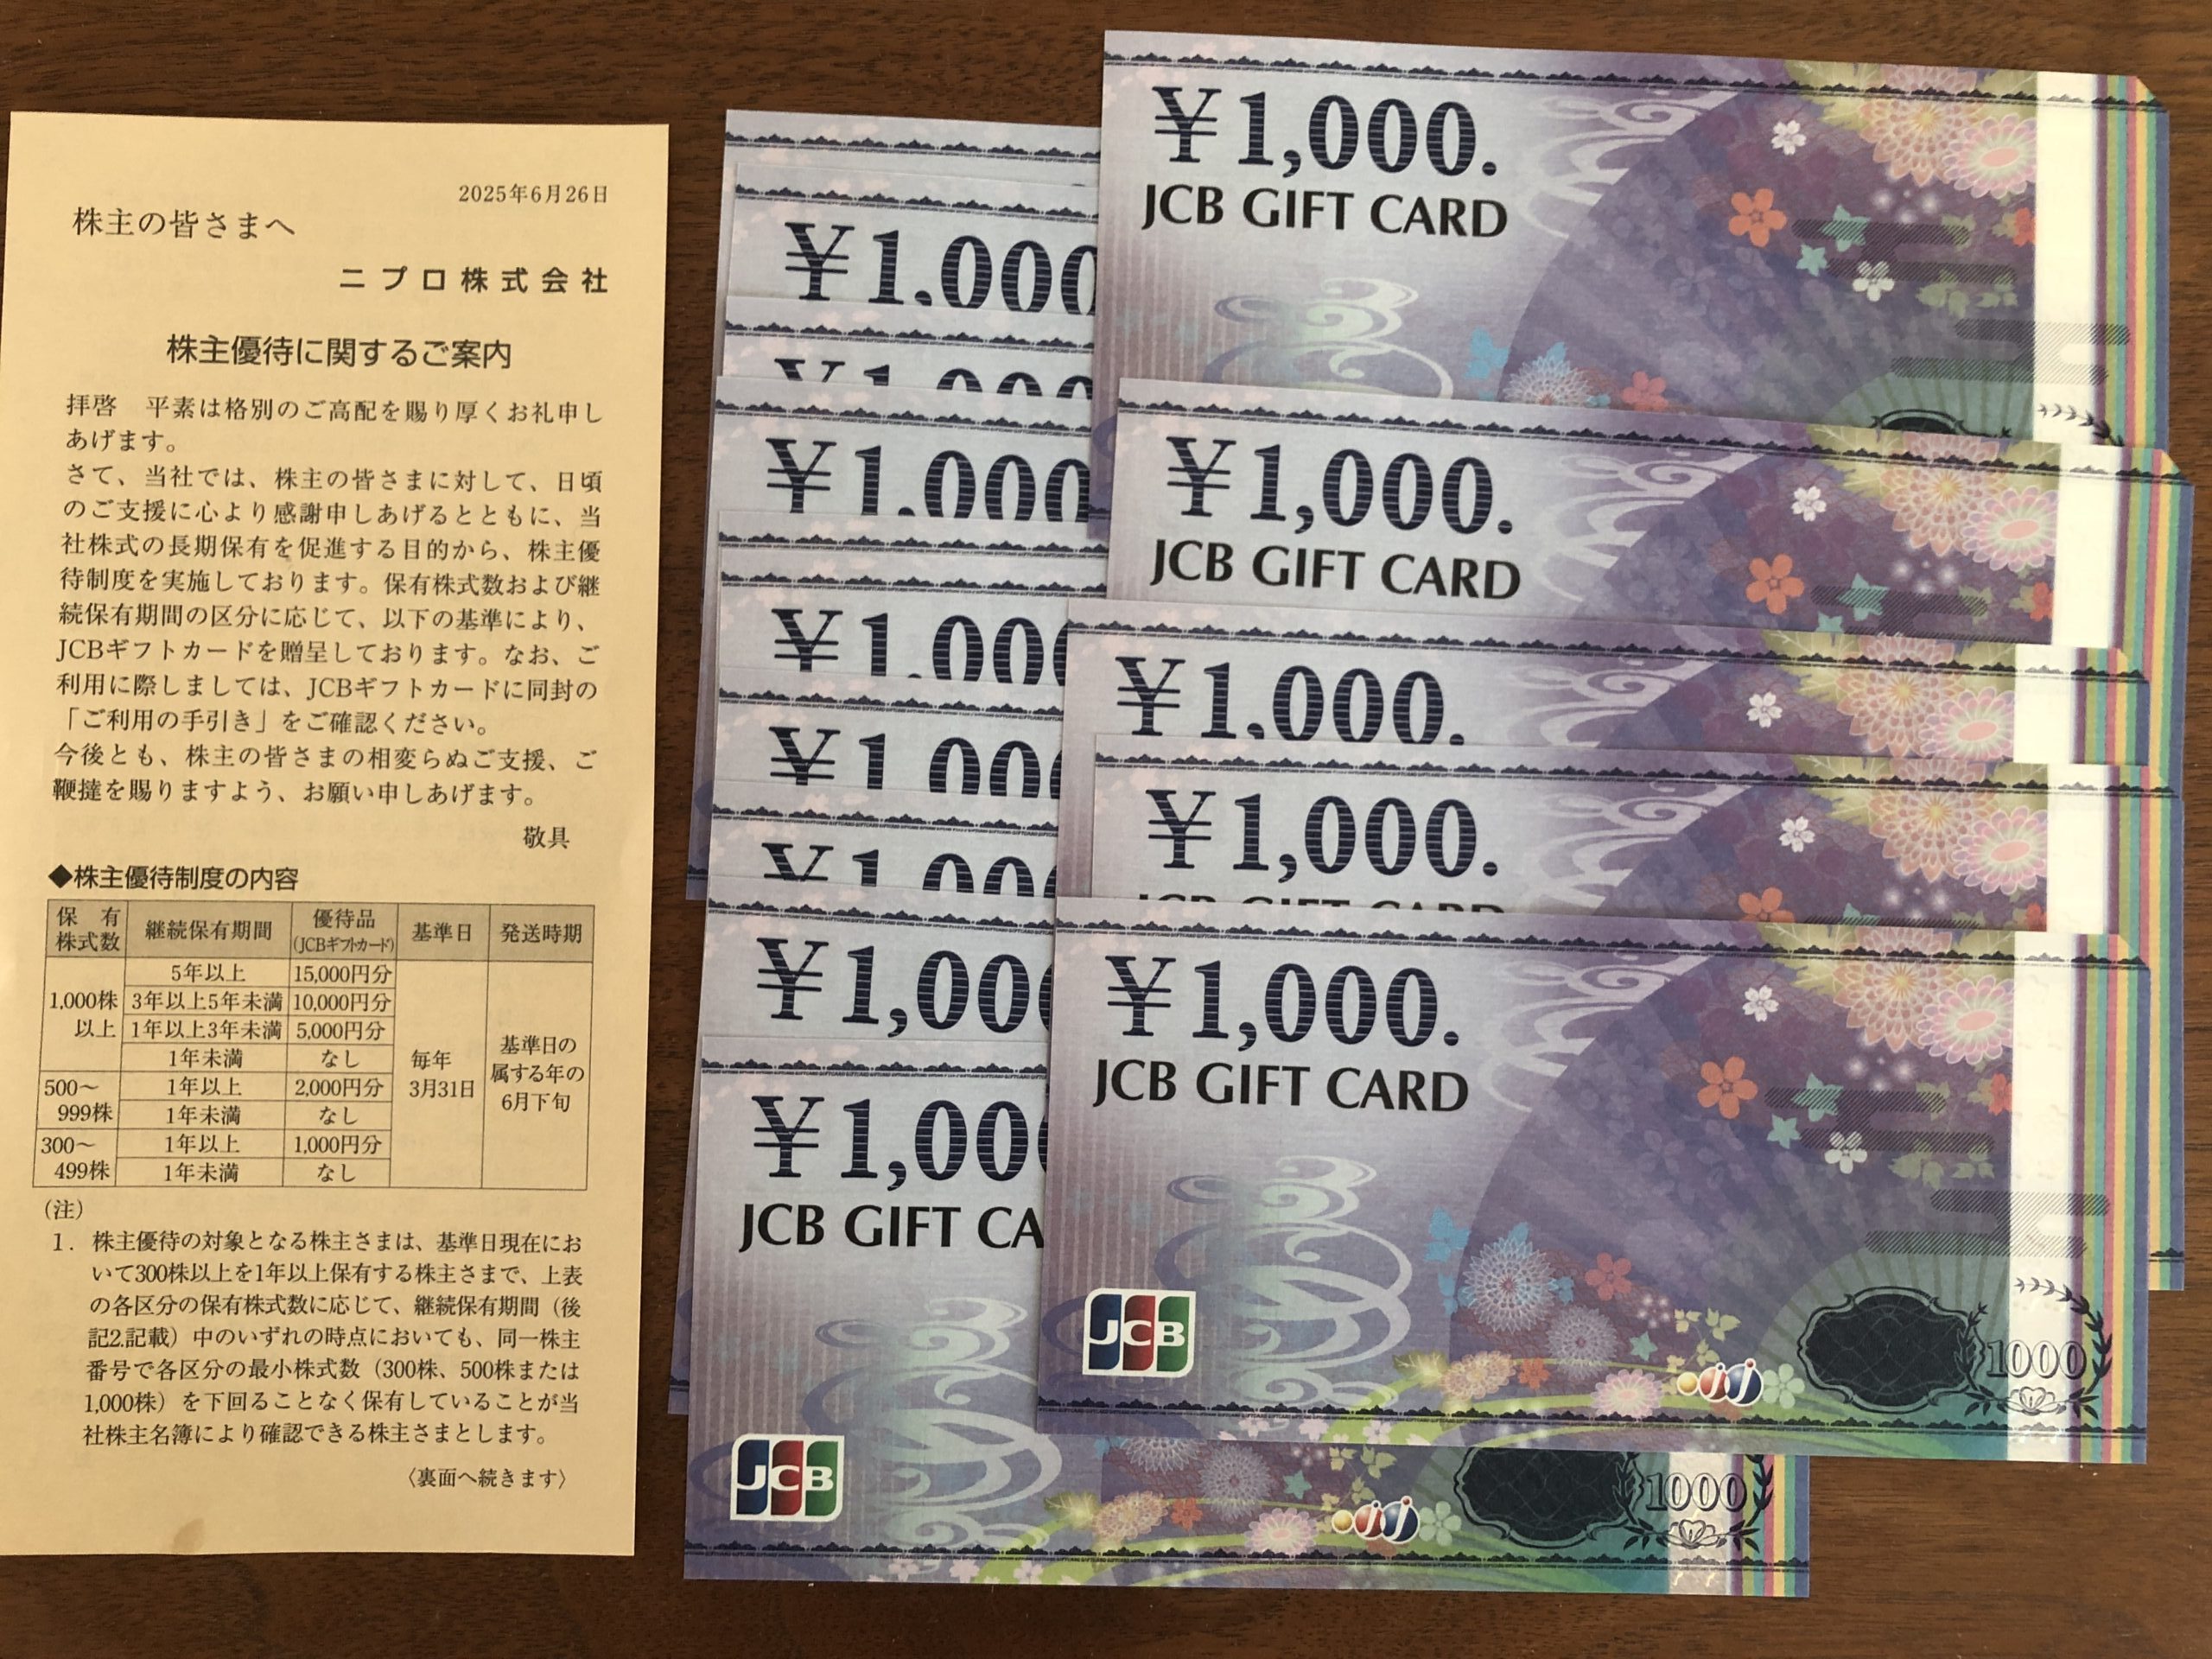 2025年6月26日
株主の皆さまへ
ニプロ株式会社
株主優待に関するご案内
拝啓　平素は格別のご高配を賜り厚くお礼申し
あげます。
さて、当社では、株主の皆さまに対して、日頃
のご支援に心より感謝申しあげるとともに、当
社株式の長期保有を促進する目的から、株主優
待制度を実施しております。保有株式数および継
続保有期間の区分に応じて、以下の基準により、
JCBギフトカードを贈呈しております。なお、ご
利用に際しましては、JCBギフトカードに同封の
「ご利用の手引き」をご確認ください。
今後とも、株主の皆さまの相変らぬご支援、ご
鞭撻を賜りますよう、お願い申しあげます。
敬具
◆株主優待制度の内容
保有株式数 継続保有期間 優待品(JCBギフトカード) 基準日 発送時期
1,000株以上 5年以上 15,000円分 毎年3月31日 基準日の属する年の6月下旬
3年以上5年未満 10,000円分
1年以上3年未満 5,000円分
1年未満 なし
500～999株 1年以上 2,000円分
1年未満 なし
300～499株 1年以上 1,000円分
1年未満 なし
(注)
1. 株主優待の対象となる株主さまは、基準日現在にお
いて300株以上を1年以上保有する株主さまで、上表
の各区分の保有株式数に応じて、継続保有期間（後
記2.記載）中のいずれの時点においても、同一株主
番号で各区分の最小株式数（300株、500株または
1,000株）を下回ることなく保有していることが当
社株主名簿により確認できる株主さまとします。
〈裏面へ続きます〉
¥1,000
¥1,000
¥1,000
¥1,000
¥1,000
¥1,000
¥1,000
¥1,000
JCB GIFT CA
JCB
1000
¥1,000.
JCB GIFT CARD
¥1,000.
JCB GIFT CARD
¥1,000.
¥1,000.
JCB GIFT CARD
¥1,000.
JCB GIFT CARD
JCB
1000